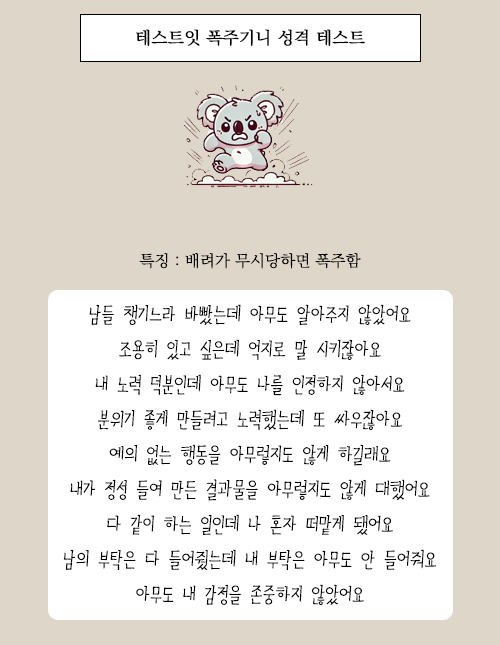 테스트잇 폭주기니 성격 테스트
특징 : 배려가 무시당하면 폭주함
남들 챙기느라 바빴는데 아무도 알아주지 않았어요
조용히 있고 싶은데 억지로 말 시키잖아요
내 노력 덕분인데 아무도 나를 인정하지 않아서요
분위기 좋게 만들려고 노력했는데 또 싸우잖아요
예의 없는 행동을 아무렇지도 않게 하길래요
내가 정성 들여 만든 결과물을 아무렇지도 않게 대했어요
다 같이 하는 일인데 나 혼자 떠맡게 됐어요
남의 부탁은 다 들어줬는데 내 부탁은 아무도 안 들어줘요
아무도 내 감정을 존중하지 않았어요